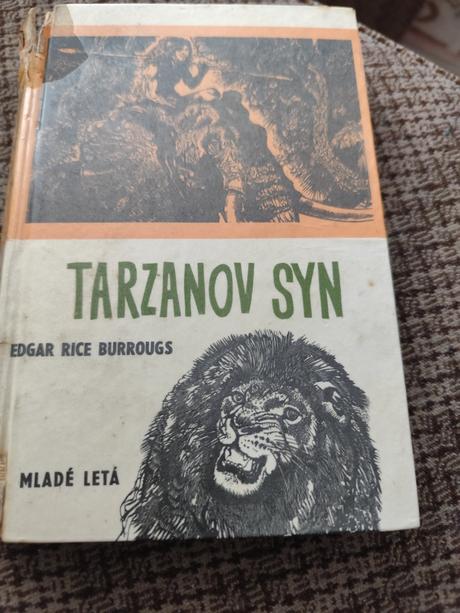 TARZANOV SYN
EDGAR RICE BURROUGS
MLADÉ LETÁ